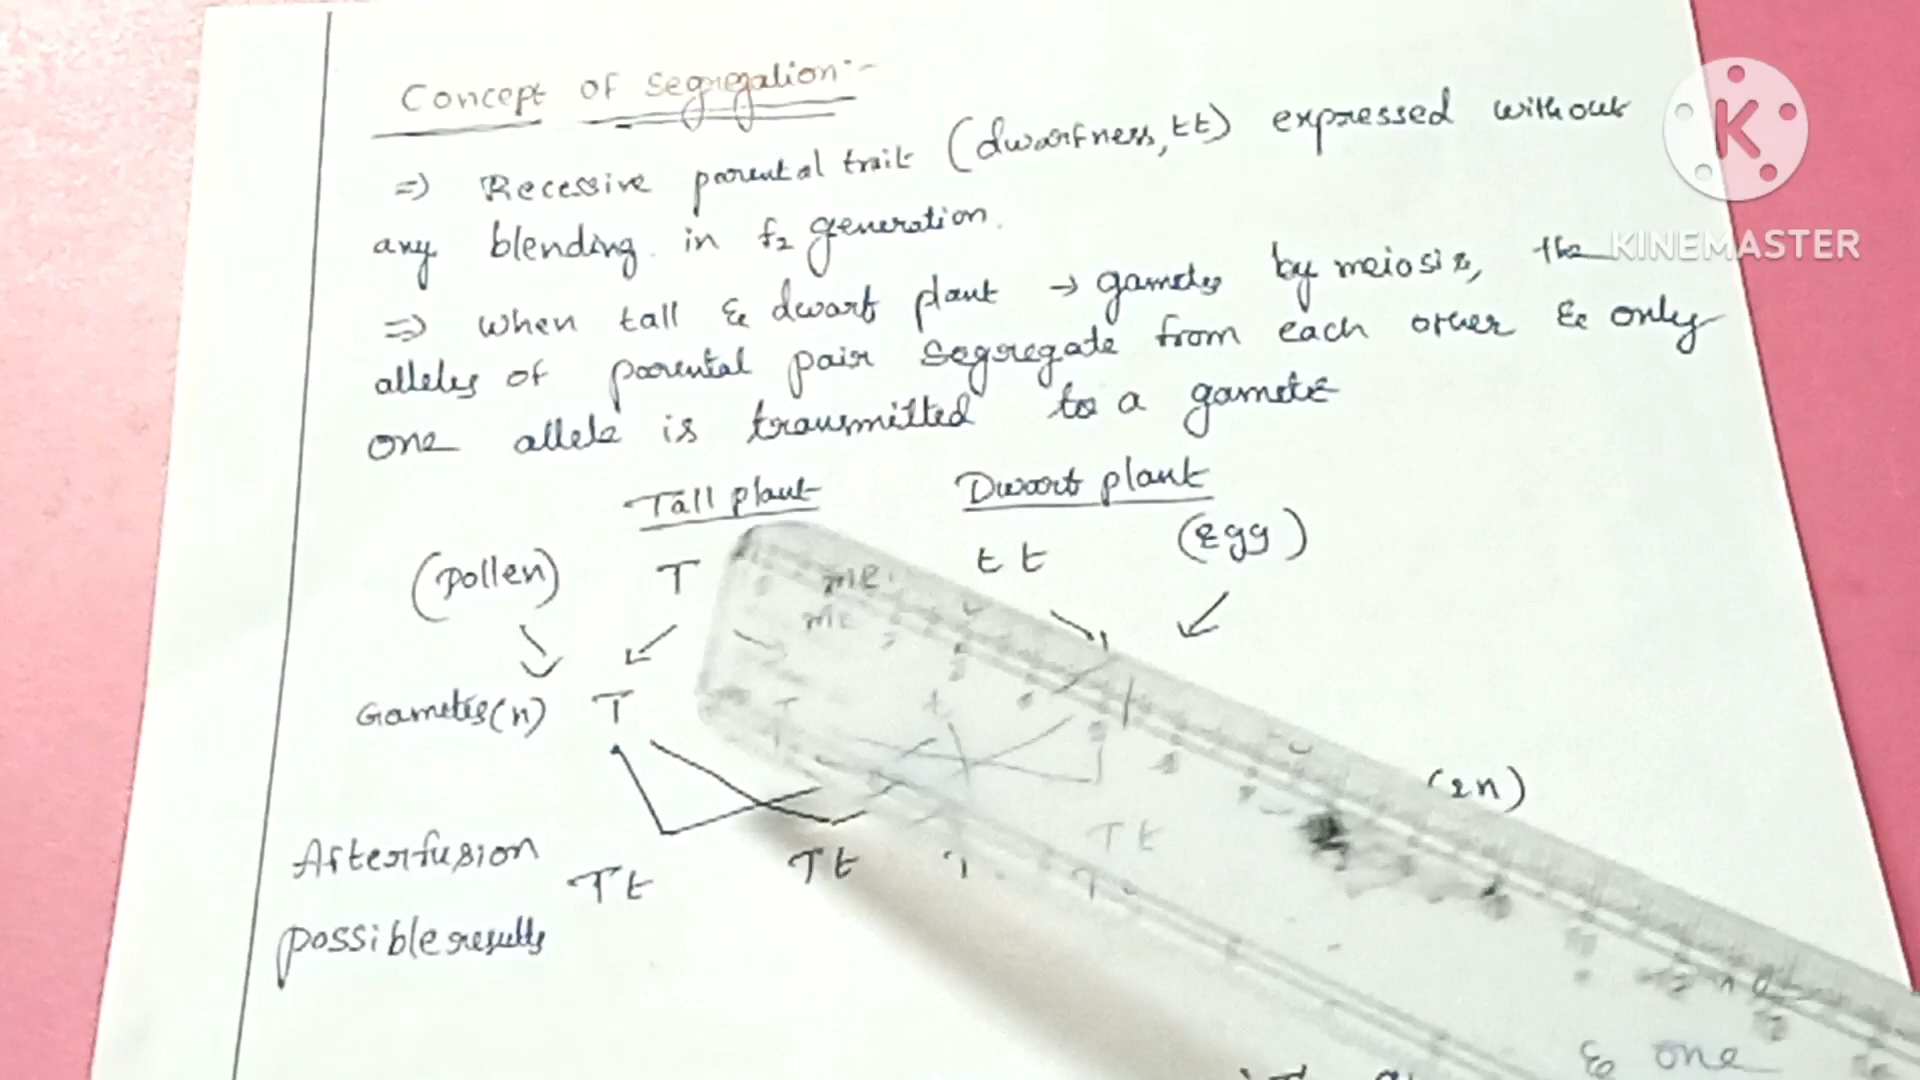 Concept of Segregation:-
=> Recessive parental trait (dwarfness, tt) expressed without
any blending in f2 generation.
=> When tall & dwarf plant → gametes by meiosis, the
alleles of parental pair segregate from each other & only
one allele is transmitted to a gamete
Tall plant Dwarf plant
(pollen) T tt (Egg)
Gametes(n) T T t
(2n)
After fusion Tt Tt Tt
possible results
& one
K
KINEMASTER